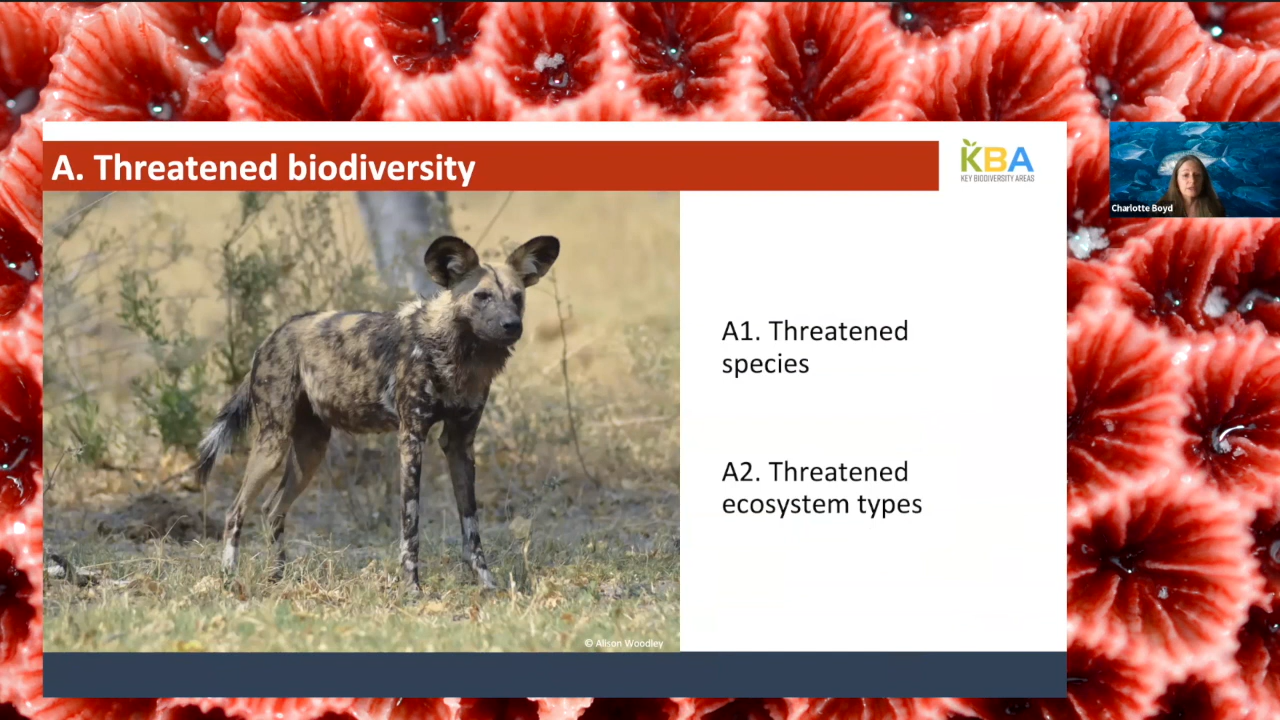 A. Threatened biodiversity
KBA
KEY BIODIVERSITY AREAS
Charlotte Boyd
A1. Threatened
species
A2. Threatened
ecosystem types
© Alison Woodley